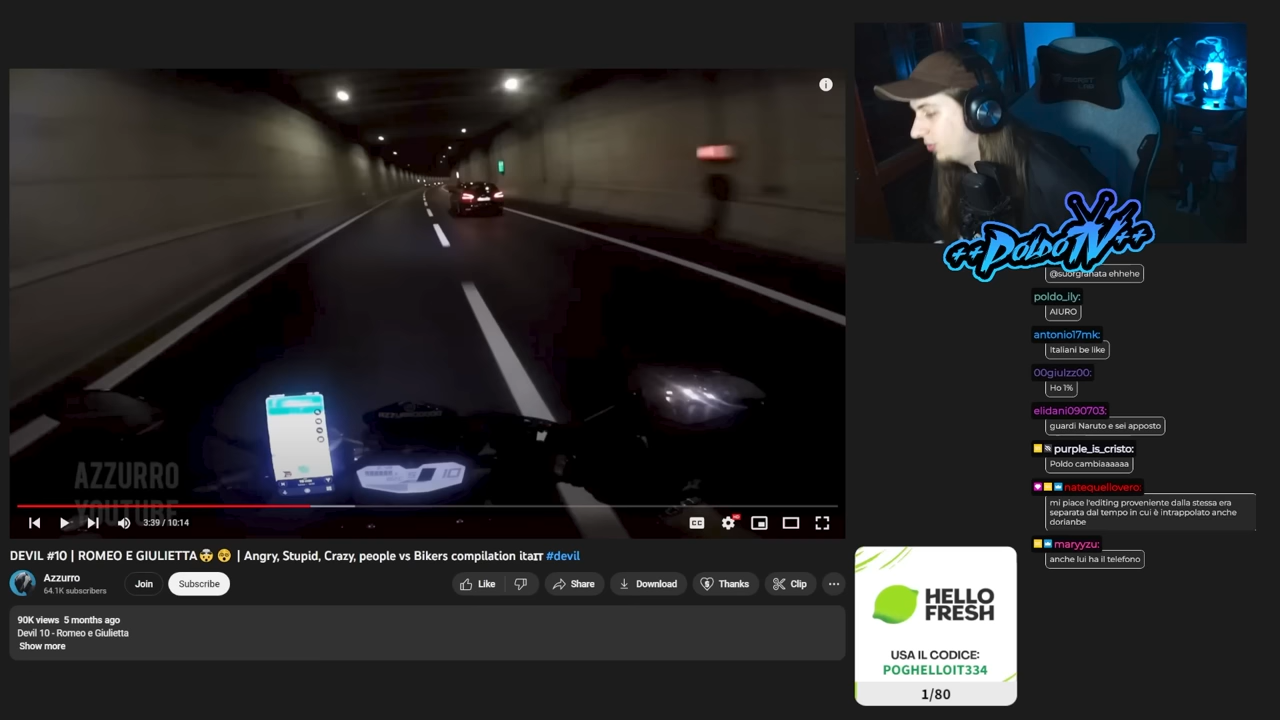 AZZURRO
YOUTUBE
3:39 / 10:14
CC
DEVIL #10 | ROMEO E GIULIETTA 🤯 😵 | Angry, Stupid, Crazy, people vs Bikers compilation itaтт #devil
Azzurro
64.1K subscribers
Join
Subscribe
Like
Share
Download
Thanks
Clip
90K views 5 months ago
Devil 10 - Romeo e Giulietta
Show more
++POLDOTV++
@suorgranata ehhehe
poldo_ily:
AIURO
antonio17mk:
Italiani be like
00giulzz00:
Ho 1%
elidani090703:
guardi Naruto e sei apposto
purple_is_cristo:
Poldo cambiaaaaaa
natequellovero:
mi piace l'editing proveniente dalla stessa era
separata dal tempo in cui è intrappolato anche
dorianbe
maryyzu:
anche lui ha il telefono
HELLO
FRESH
USA IL CODICE:
POGHELLOIT334
1/80